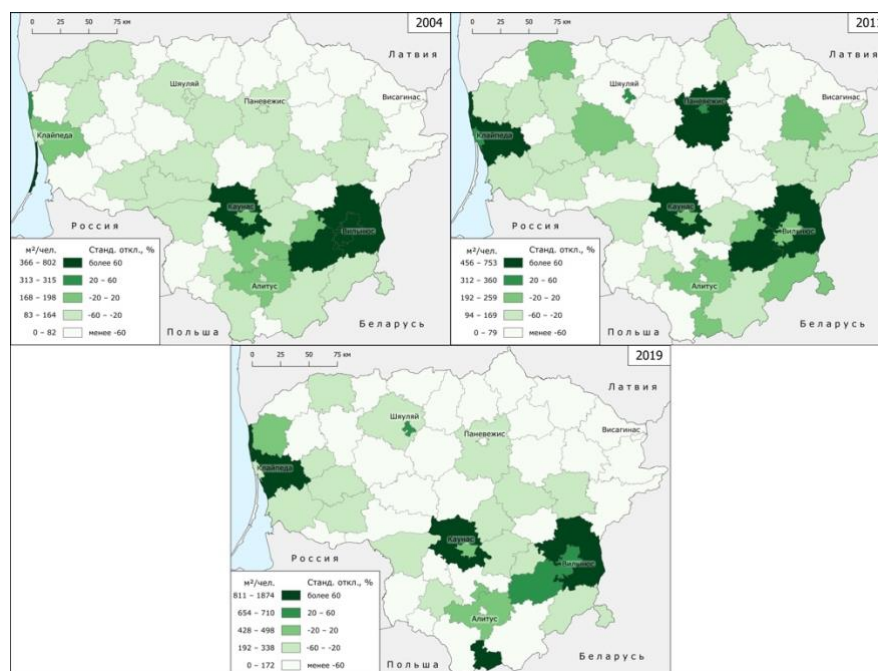 0 25 50 75 км
2004
Латвия
Шяуляй
Паневежис
Висагинас
Клайпеда
Каунас
Вильнюс
Россия
Алитус
Польша
Беларусь
м²/чел. Станд. откл., %
366 – 802 более 60
313 – 315 20 – 60
168 – 198 -20 – 20
83 – 164 -60 – -20
0 – 82 менее -60
0 25 50 75 км
Латвия
Шяуляй
Паневежис
Висагинас
Клайпеда
Каунас
Вильнюс
Россия
Алитус
Польша
Беларусь
м²/чел. Станд. откл., %
456 – 753 более 60
312 – 360 20 – 60
192 – 259 -20 – 20
94 – 169 -60 – -20
0 – 79 менее -60
0 25 50 75 км
2019
Латвия
Шяуляй
Паневежис
Висагинас
Клайпеда
Каунас
Вильнюс
Россия
Алитус
Польша
Беларусь
м²/чел. Станд. откл., %
811 – 1874 более 60
654 – 710 20 – 60
428 – 498 -20 – 20
192 – 338 -60 – -20
0 – 172 менее -60